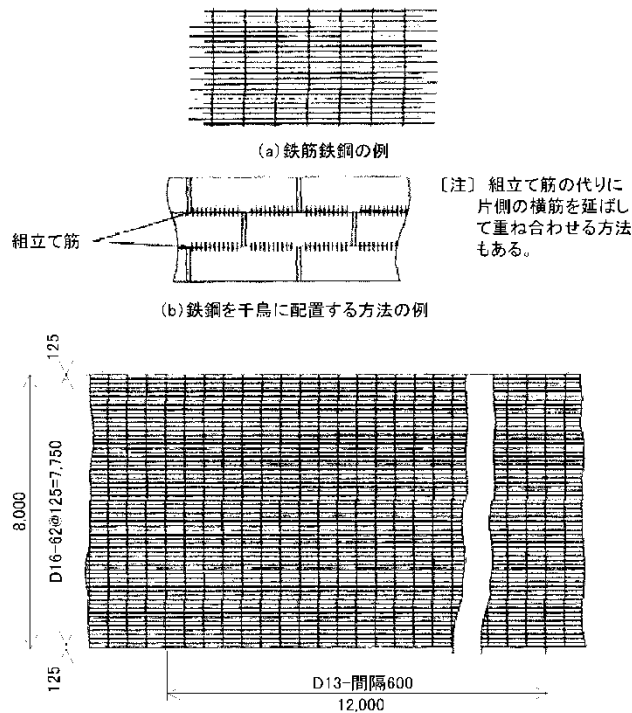 (a)鉄筋鉄鋼の例
〔注〕 組立て筋の代りに
片側の横筋を延ばし
て重ね合わせる方法
もある。
組立て筋
(b)鉄鋼を千鳥に配置する方法の例
125
8,000
D16-62@125=7,750
125
D13-間隔600
12,000